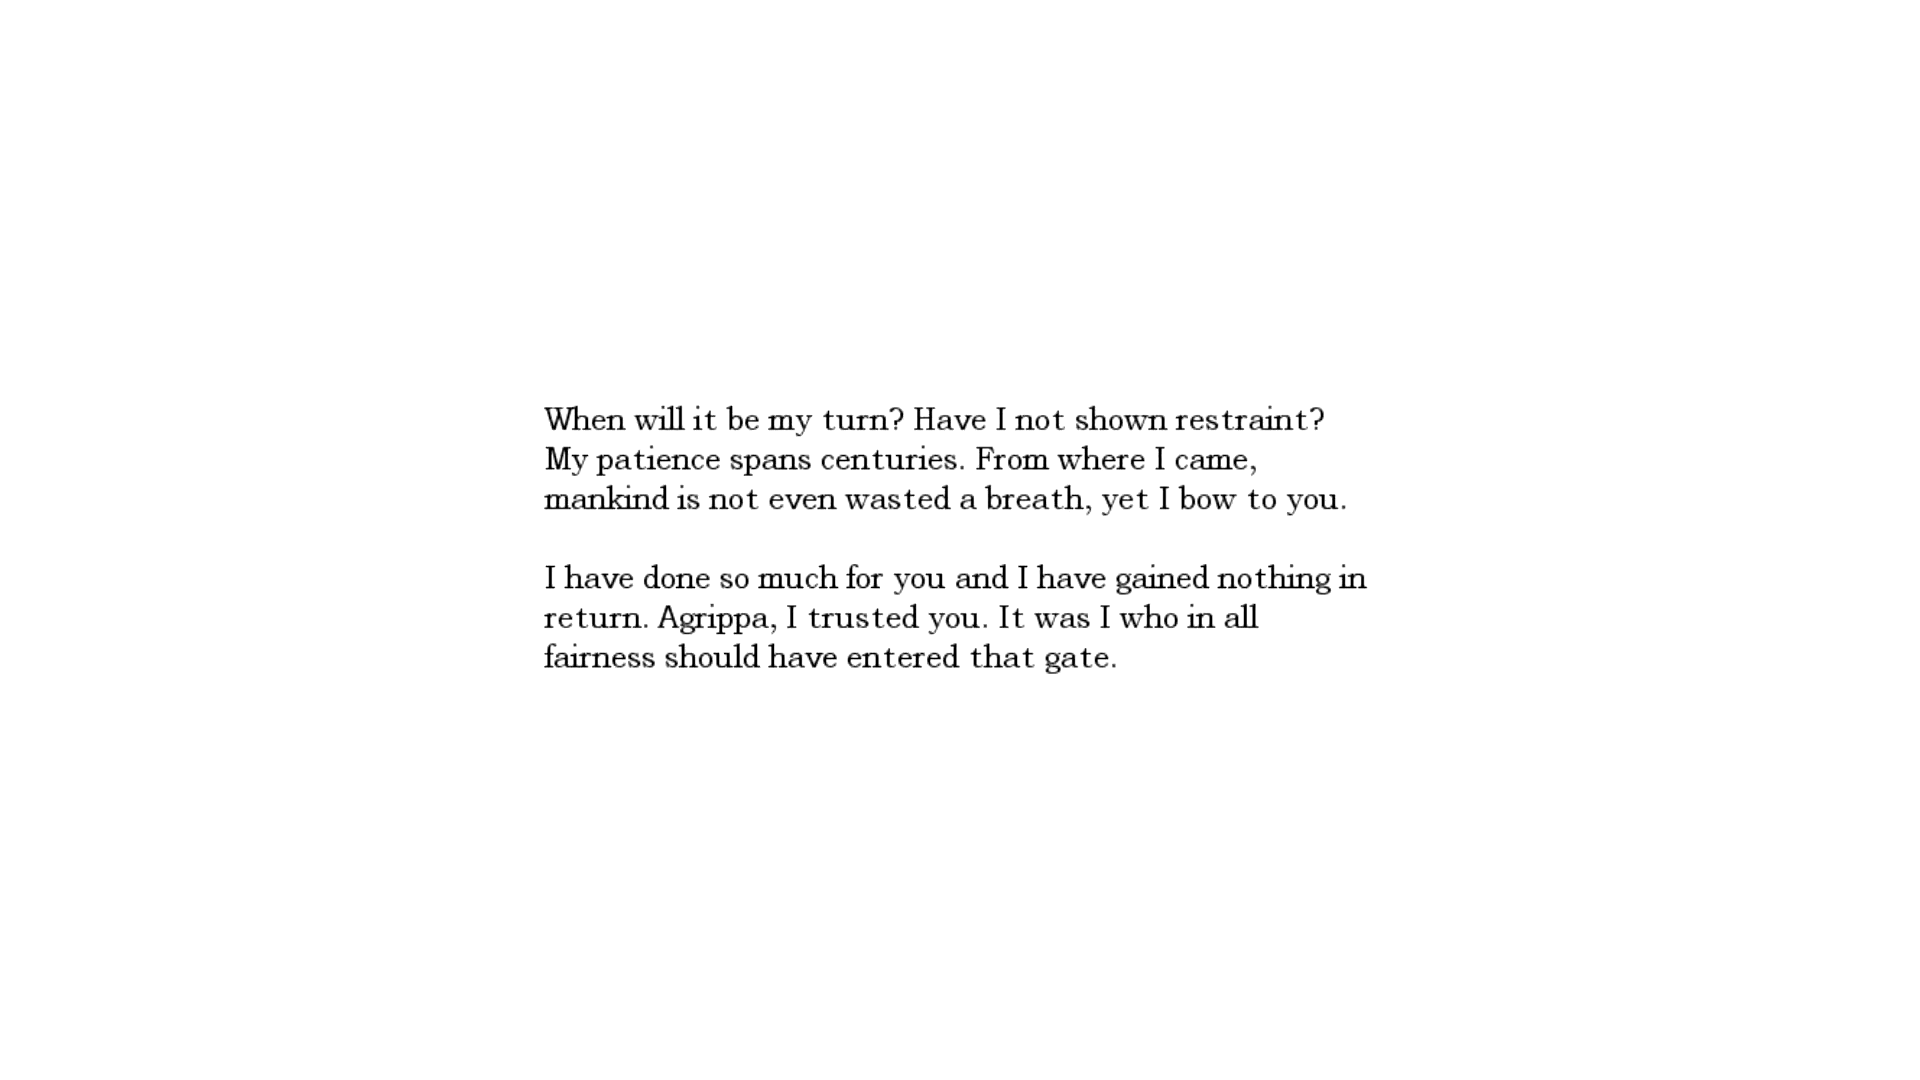 When will it be my turn? Have I not shown restraint?
My patience spans centuries. From where I came,
mankind is not even wasted a breath, yet I bow to you.
I have done so much for you and I have gained nothing in
return. Agrippa, I trusted you. It was I who in all
fairness should have entered that gate.